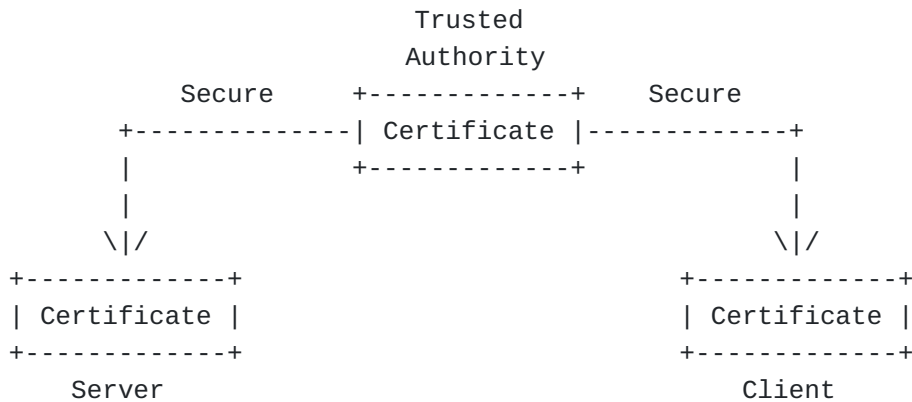 Trusted
Authority
Secure +-------------+ Secure
+--------------| Certificate |-------------+
| +-------------+ |
| |
\|/ \|/
+-------------+ +-------------+
| Certificate | | Certificate |
+-------------+ +-------------+
Server Client